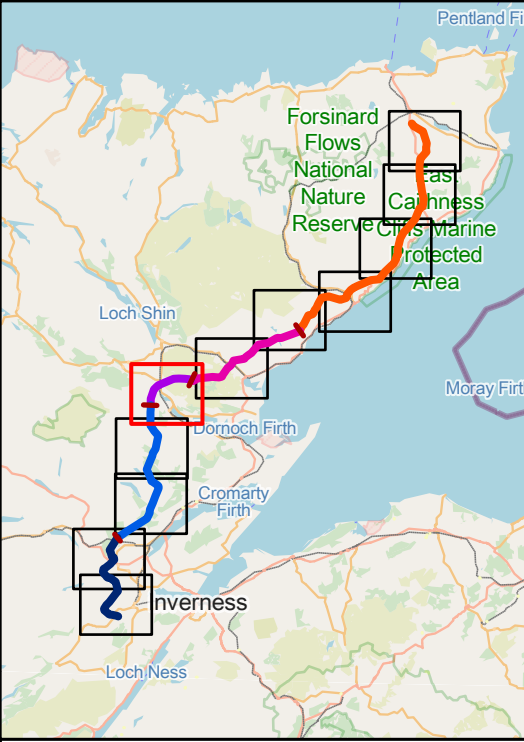 Pentland Fi
Forsinard
Flows
National
Nature
Reserve
East
Caithness
Cliffs Marine
Protected
Area
Loch Shin
Moray Firt
Dornoch Firth
Cromarty
Firth
nverness
Loch Ness